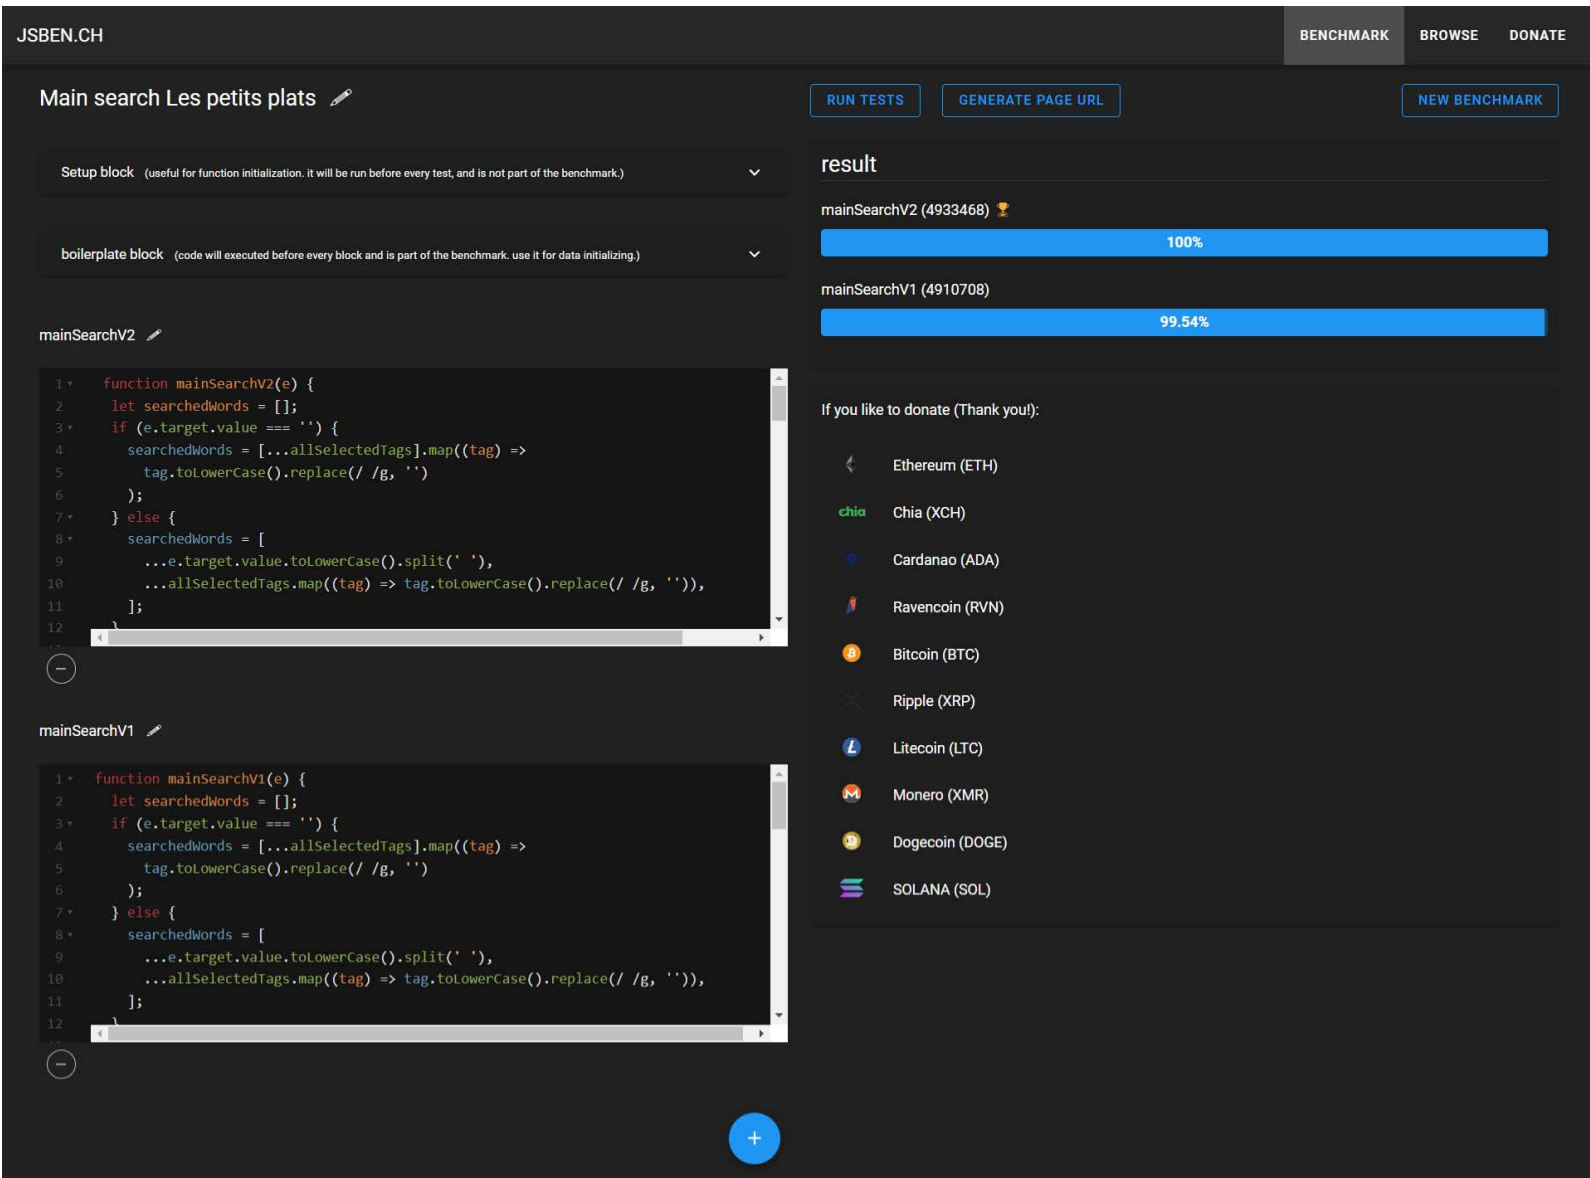 JSBEN.CH
BENCHMARK
BROWSE
DONATE
Main search Les petits plats
RUN TESTS
GENERATE PAGE URL
NEW BENCHMARK
Setup block (useful for function initialization. it will be run before every test, and is not part of the benchmark.)
boilerplate block (code will executed before every block and is part of the benchmark. use it for data initializing.)
mainSearchV2
1 function mainSearchV2(e) {
2 let searchedWords = [];
3 if (e.target.value === '') {
4 searchedWords = [...allSelectedTags].map((tag) =>
5 tag.toLowerCase().replace(/ /g, '')
6 );
7 } else {
8 searchedWords = [
9 ...e.target.value.toLowerCase().split(' '),
10 ...allSelectedTags.map((tag) => tag.toLowerCase().replace(/ /g, '')),
11 ];
12 }
mainSearchV1
1 function mainSearchV1(e) {
2 let searchedWords = [];
3 if (e.target.value === '') {
4 searchedWords = [...allSelectedTags].map((tag) =>
5 tag.toLowerCase().replace(/ /g, '')
6 );
7 } else {
8 searchedWords = [
9 ...e.target.value.toLowerCase().split(' '),
10 ...allSelectedTags.map((tag) => tag.toLowerCase().replace(/ /g, '')),
11 ];
12 }
+
result
mainSearchV2 (4933468)
100%
mainSearchV1 (4910708)
99.54%
If you like to donate (Thank you!):
Ethereum (ETH)
chia Chia (XCH)
Cardanao (ADA)
Ravencoin (RVN)
Bitcoin (BTC)
Ripple (XRP)
Litecoin (LTC)
Monero (XMR)
Dogecoin (DOGE)
SOLANA (SOL)